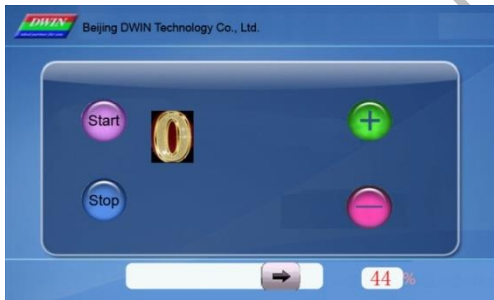 DWIN Beijing DWIN Technology Co., Ltd.
Start
0
+
Stop
—
44 %